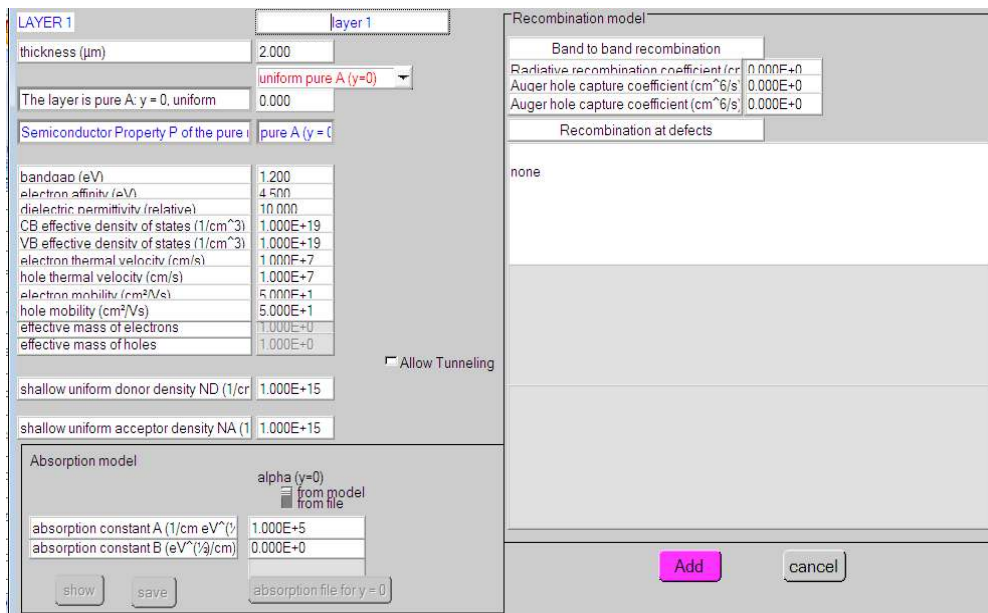 LAYER 1
layer 1
thickness (µm) 2.000
uniform pure A (y=0)
The layer is pure A: y = 0, uniform 0.000
Semiconductor Property P of the pure pure A (y = 0
bandgap (eV) 1.200
electron affinity (eV) 4.500
dielectric permittivity (relative) 10.000
CB effective density of states (1/cm^3) 1.000E+19
VB effective density of states (1/cm^3) 1.000E+19
electron thermal velocity (cm/s) 1.000E+7
hole thermal velocity (cm/s) 1.000E+7
electron mobility (cm²/Vs) 5.000E+1
hole mobility (cm²/Vs) 5.000E+1
effective mass of electrons 1.000E+0
effective mass of holes 1.000E+0
Allow Tunneling
shallow uniform donor density ND (1/cr 1.000E+15
shallow uniform acceptor density NA (1 1.000E+15
Absorption model
alpha (y=0)
from model
from file
absorption constant A (1/cm eV^(½ 1.000E+5
absorption constant B (eV^(½)/cm) 0.000E+0
show save absorption file for y = 0
Recombination model
Band to band recombination
Radiative recombination coefficient (cr 0.000E+0
Auger hole capture coefficient (cm^6/s 0.000E+0
Auger hole capture coefficient (cm^6/s 0.000E+0
Recombination at defects
none
Add cancel